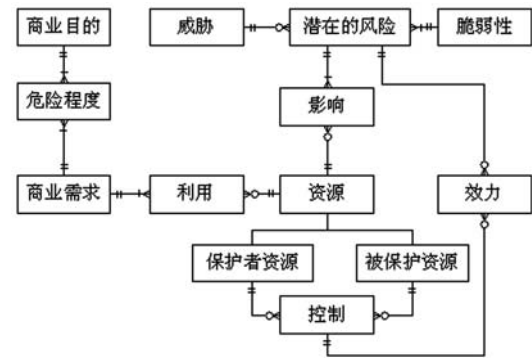 商业目的
威胁
潜在的风险
脆弱性
危险程度
影响
商业需求
利用
资源
效力
保护者资源
被保护资源
控制